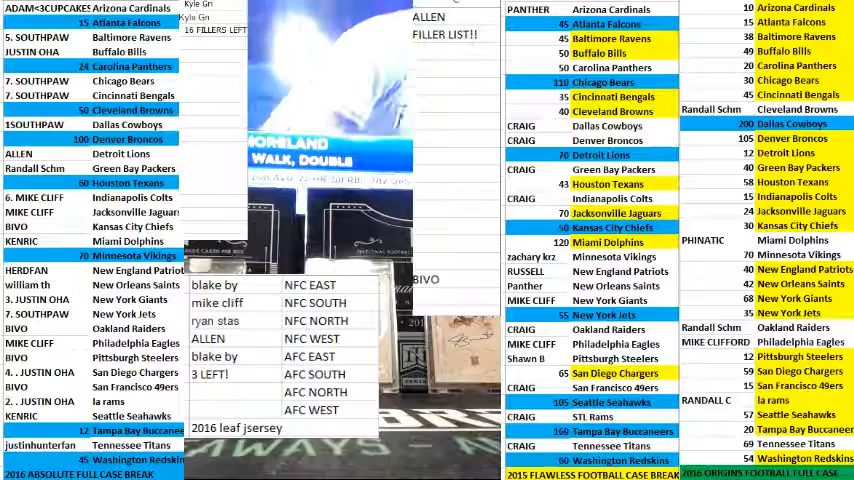 ADAM<3CUPCAKES Arizona Cardinals
15 Atlanta Falcons
5. SOUTHPAW Baltimore Ravens
JUSTIN OHA Buffalo Bills
24 Carolina Panthers
7. SOUTHPAW Chicago Bears
7. SOUTHPAW Cincinnati Bengals
50 Cleveland Browns
1SOUTHPAW Dallas Cowboys
100 Denver Broncos
ALLEN Detroit Lions
Randall Schm Green Bay Packers
60 Houston Texans
6. MIKE CLIFF Indianapolis Colts
MIKE CLIFF Jacksonville Jaguars
BIVO Kansas City Chiefs
KENRIC Miami Dolphins
70 Minnesota Vikings
HERDFAN New England Patriot
william th New Orleans Saints
3. JUSTIN OHA New York Giants
7. SOUTHPAW New York Jets
BIVO Oakland Raiders
MIKE CLIFF Philadelphia Eagles
BIVO Pittsburgh Steelers
4. . JUSTIN OHA San Diego Chargers
BIVO San Francisco 49ers
2. . JUSTIN OHA la rams
KENRIC Seattle Seahawks
12 Tampa Bay Buccanee
justinhunterfan Tennessee Titans
45 Washington Redskin
2016 ABSOLUTE FULL CASE BREAK
Kyle Gri
Kyle Gri
16 FILLERS LEFT
MORELAND
WALK, DOUBLE
ALLEN
FILLER LIST!!
BIVO
blake by NFC EAST
mike cliff NFC SOUTH
ryan stas NFC NORTH
ALLEN NFC WEST
blake by AFC EAST
3 LEFT! AFC SOUTH
AFC NORTH
AFC WEST
2016 leaf jsersey
PANTHER Arizona Cardinals
45 Atlanta Falcons
45 Baltimore Ravens
50 Buffalo Bills
50 Carolina Panthers
110 Chicago Bears
35 Cincinnati Bengals
40 Cleveland Browns
CRAIG Dallas Cowboys
CRAIG Denver Broncos
70 Detroit Lions
CRAIG Green Bay Packers
43 Houston Texans
CRAIG Indianapolis Colts
70 Jacksonville Jaguars
50 Kansas City Chiefs
120 Miami Dolphins
zachary krz Minnesota Vikings
RUSSELL New England Patriots
Panther New Orleans Saints
MIKE CLIFF New York Giants
55 New York Jets
CRAIG Oakland Raiders
MIKE CLIFF Philadelphia Eagles
Shawn B Pittsburgh Steelers
65 San Diego Chargers
CRAIG San Francisco 49ers
105 Seattle Seahawks
CRAIG STL Rams
169 Tampa Bay Buccaneers
CRAIG Tennessee Titans
60 Washington Redskins
2015 FLAWLESS FOOTBALL CASE BREAK
10 Arizona Cardinals
15 Atlanta Falcons
38 Baltimore Ravens
49 Buffalo Bills
20 Carolina Panthers
30 Chicago Bears
45 Cincinnati Bengals
Randall Schm Cleveland Browns
200 Dallas Cowboys
105 Denver Broncos
12 Detroit Lions
40 Green Bay Packers
58 Houston Texans
15 Indianapolis Colts
24 Jacksonville Jaguars
30 Kansas City Chiefs
PHINATIC Miami Dolphins
70 Minnesota Vikings
40 New England Patriots
42 New Orleans Saints
68 New York Giants
35 New York Jets
Randall Schm Oakland Raiders
MIKE CLIFFORD Philadelphia Eagles
12 Pittsburgh Steelers
59 San Diego Chargers
15 San Francisco 49ers
RANDALL C la rams
57 Seattle Seahawks
20 Tampa Bay Buccaneers
69 Tennessee Titans
54 Washington Redskins
2016 ORIGINS FOOTBALL FULL CASE